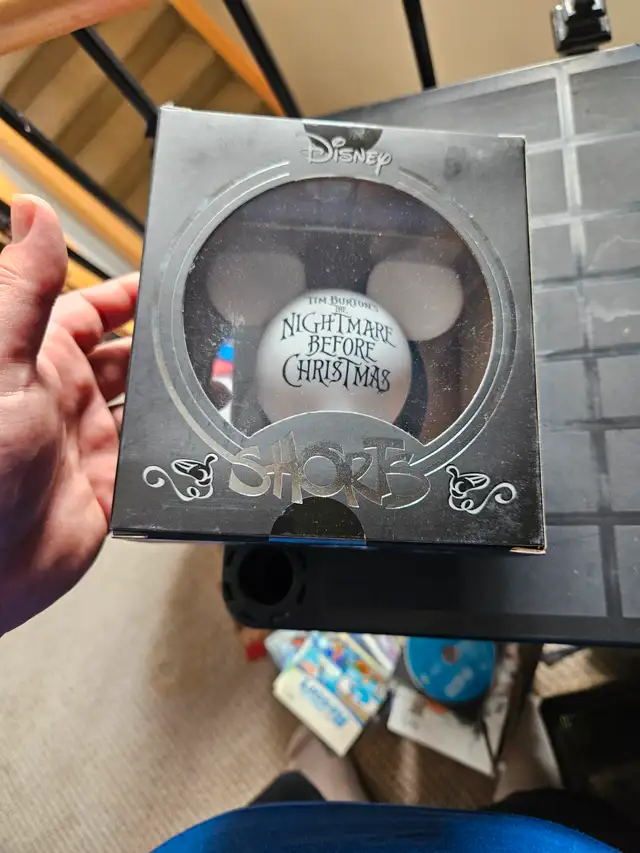 Disney
TIM BURTON'S
THE
NIGHTMARE
BEFORE
CHRISTMAS
SHORTS